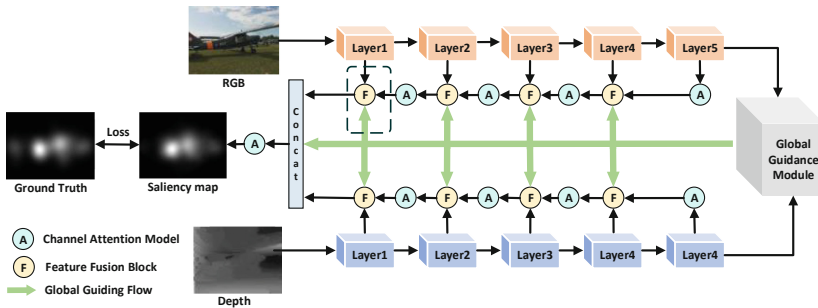 RGB
Layer1
Layer2
Layer3
Layer4
Layer5
F
A
F
A
F
A
F
A
Concat
Global
Guidance
Module
Loss
A
Ground Truth
Saliency map
F
A
F
A
F
A
F
A
A
Channel Attention Model
F
Feature Fusion Block
Global Guiding Flow
Depth
Layer1
Layer2
Layer3
Layer4
Layer4